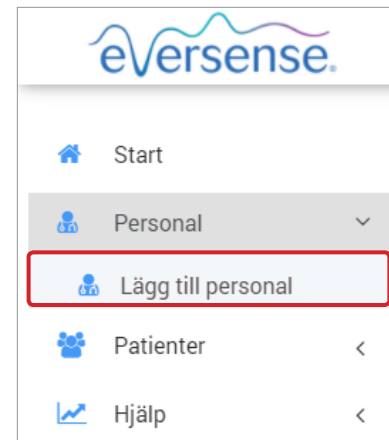 eversense®
Start
Personal
Lägg till personal
Patienter
Hjälp